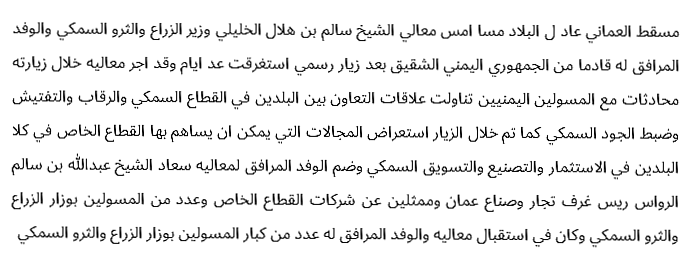 مسقط العماني عاد ل البلاد مسا امس معالي الشيخ سالم بن هلال الخليلي وزير الزراع والثرو السمكي والوفد
المرافق له قادما من الجمهوري اليمني الشقيق بعد زيار رسمي استغرقت عد ايام وقد اجر معاليه خلال زيارته
محادثات مع المسولين اليمنيين تناولت علاقات التعاون بين البلدين في القطاع السمكي والرقاب والتفتيش
وضبط الجود السمكي كما تم خلال الزيار استعراض المجالات التي يمكن ان يساهم بها القطاع الخاص في كلا
البلدين في الاستثمار والتصنيع والتسويق السمكي وضم الوفد المرافق لمعاليه سعاد الشيخ عبدالله بن سالم
الرواس ريس غرف تجار وصناع عمان وممثلين عن شركات القطاع الخاص وعدد من المسولين بوزار الزراع
والثرو السمكي وكان في استقبال معاليه والوفد المرافق له عدد من كبار المسولين بوزار الزراع والثرو السمكي